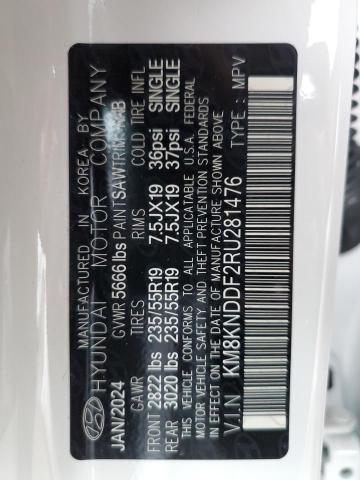 MANUFACTURED IN KOREA BY
HYUNDAI MOTOR COMPANY
JAN/2024 GVWR 5666 lbs PAINT SAW TRIM
GAWR TIRES RIMS COLD TIRE INFL
FRONT 2822 lbs 235/55R19 7.5JX19 36psi SINGLE
REAR 3020 lbs 235/55R19 7.5JX19 37psi SINGLE
THIS VEHICLE CONFORMS TO ALL APPLICABLE U.S.A. FEDERAL
MOTOR VEHICLE SAFETY, BUMPER, AND THEFT PREVENTION STANDARDS
IN EFFECT ON THE DATE OF MANUFACTURE SHOWN ABOVE
V.I.N : KM8KNDDF2RU281476 TYPE : MPV